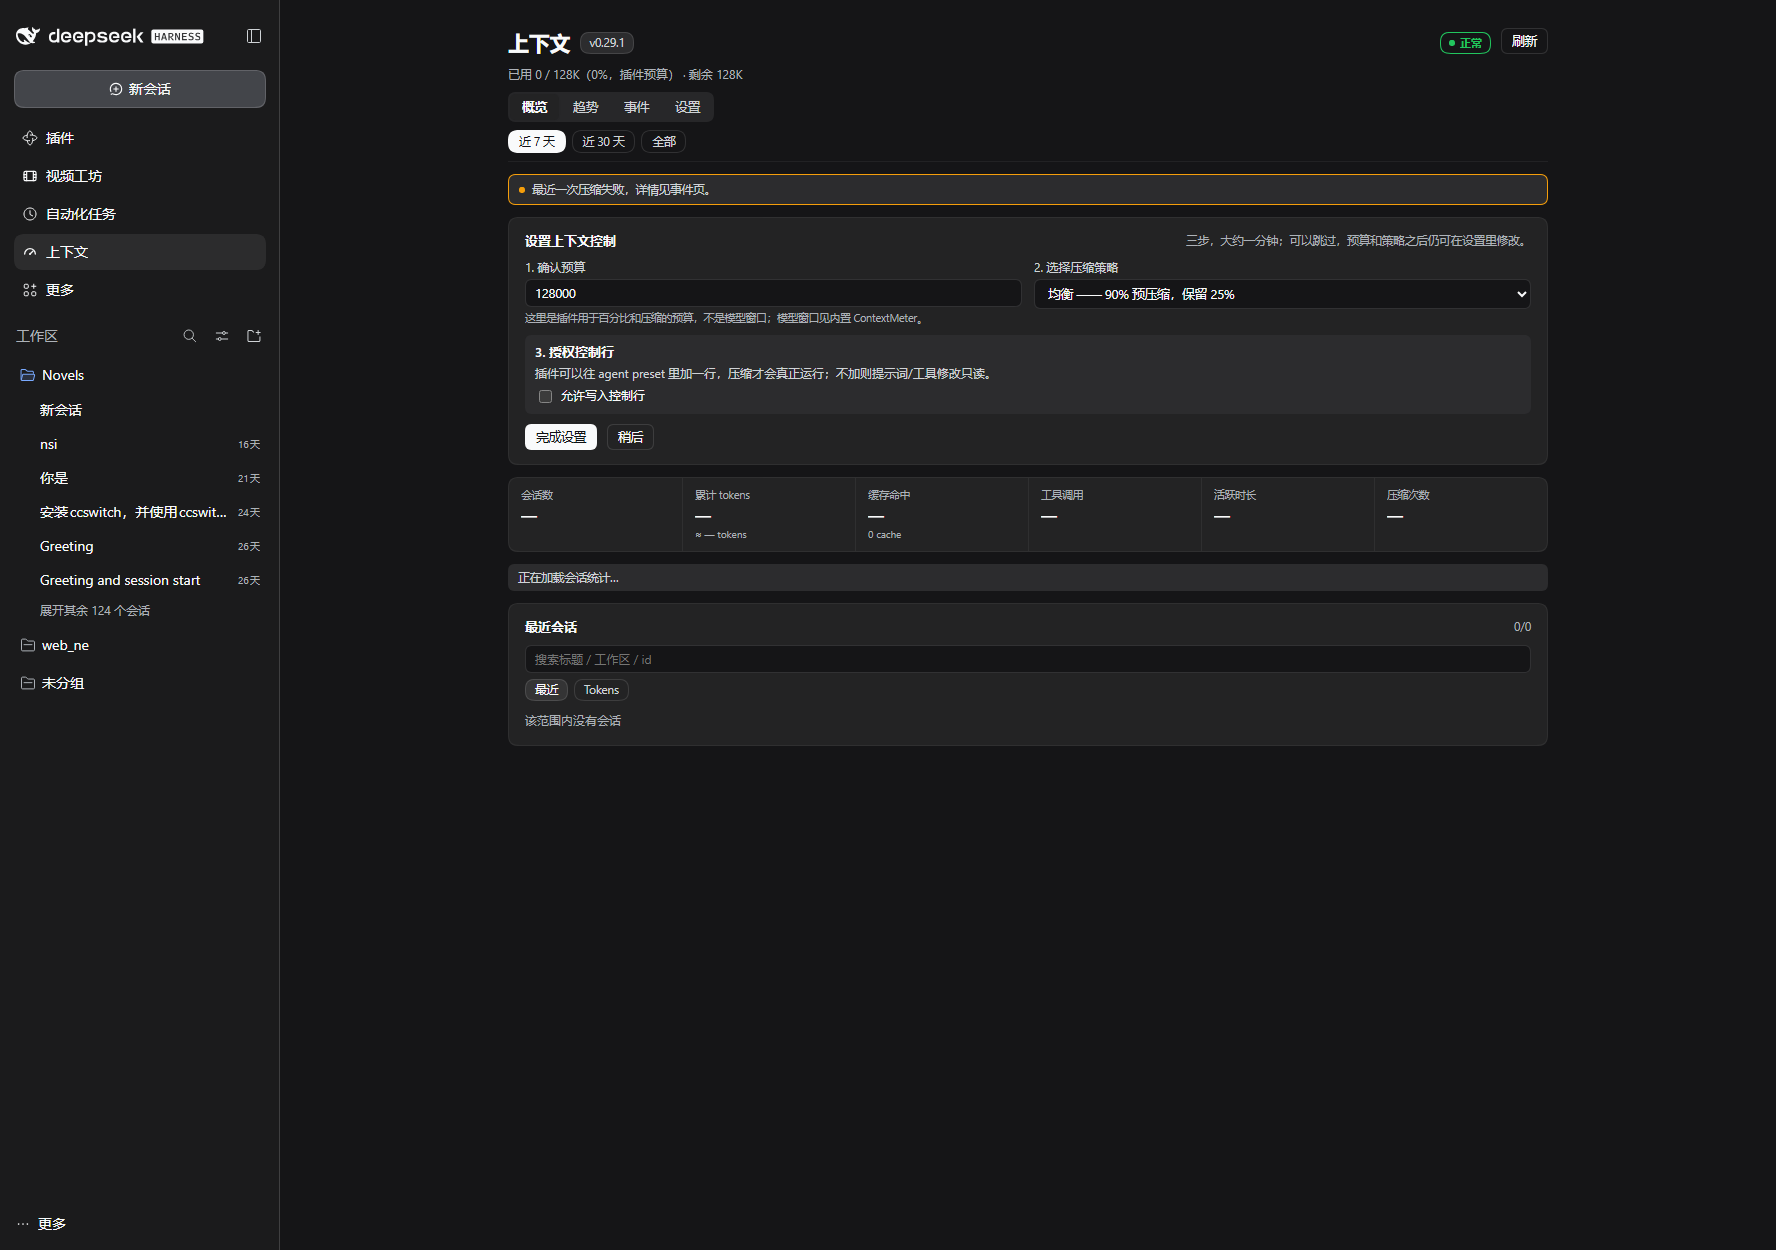 deepseek HARNESS
新会话
插件
视频工坊
自动化任务
上下文
更多
工作区
Novels
新会话
nsi 16天
你是 21天
安装ccswitch，并使用ccswit... 24天
Greeting 26天
Greeting and session start 26天
展开其余 124 个会话
web_ne
未分组
更多
上下文 v0.29.1
正常 刷新
已用 0 / 128K（0%，插件预算） · 剩余 128K
概览 趋势 事件 设置
近 7 天 近 30 天 全部
最近一次压缩失败，详情见事件页。
设置上下文控制
三步，大约一分钟；可以跳过，预算和策略之后仍可在设置里修改。
1. 确认预算
128000
这里是插件用于百分比和压缩的预算，不是模型窗口；模型窗口见内置 ContextMeter。
2. 选择压缩策略
均衡 —— 90% 预压缩，保留 25%
3. 授权控制行
插件可以往 agent preset 里加一行，压缩才会真正运行；不加则提示词/工具修改只读。
允许写入控制行
完成设置 稍后
会话数
—
累计 tokens
—
≈ — tokens
缓存命中
—
0 cache
工具调用
—
活跃时长
—
压缩次数
—
正在加载会话统计...
最近会话 0/0
搜索标题 / 工作区 / id
最近 Tokens
该范围内没有会话